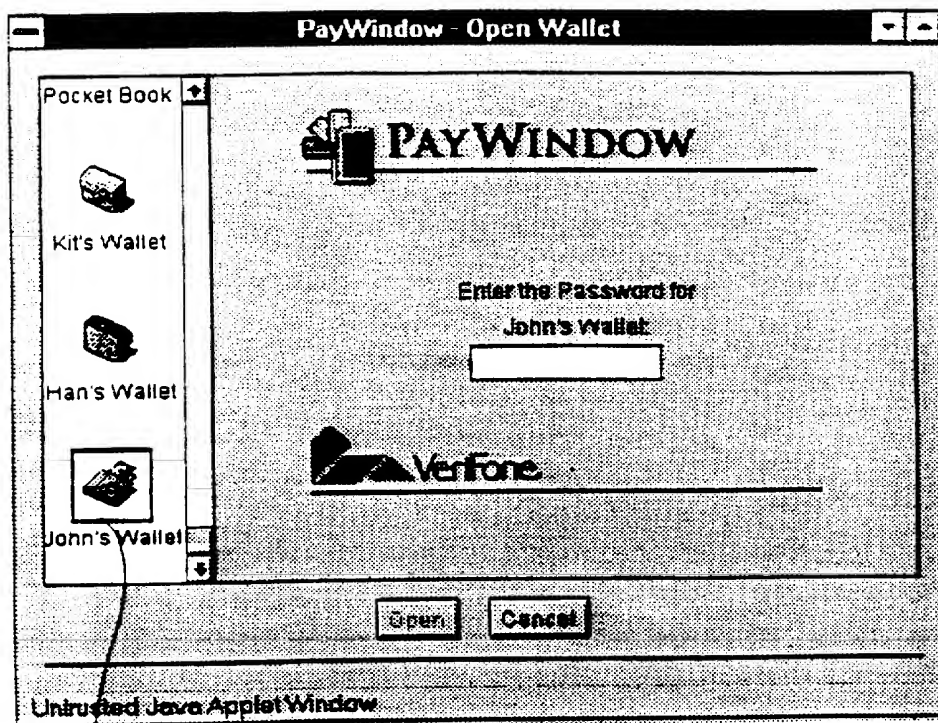 PayWindow - Open Wallet
Pocket Book
Kit's Wallet
Han's Wallet
John's Wallet
PAYWINDOW
Enter the Password for
John's Wallet:
VeriFone
Open
Cancel
Untrusted Java Applet Window